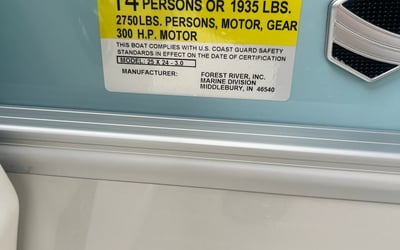 14 PERSONS OR 1935 LBS.
2750 LBS. PERSONS, MOTOR, GEAR
300 H.P. MOTOR
THIS BOAT COMPLIES WITH U.S. COAST GUARD SAFETY
STANDARDS IN EFFECT ON THE DATE OF CERTIFICATION
MODEL: 25 X 24 - 3.0
MANUFACTURER: FOREST RIVER, INC.
MARINE DIVISION
MIDDLEBURY, IN 46540